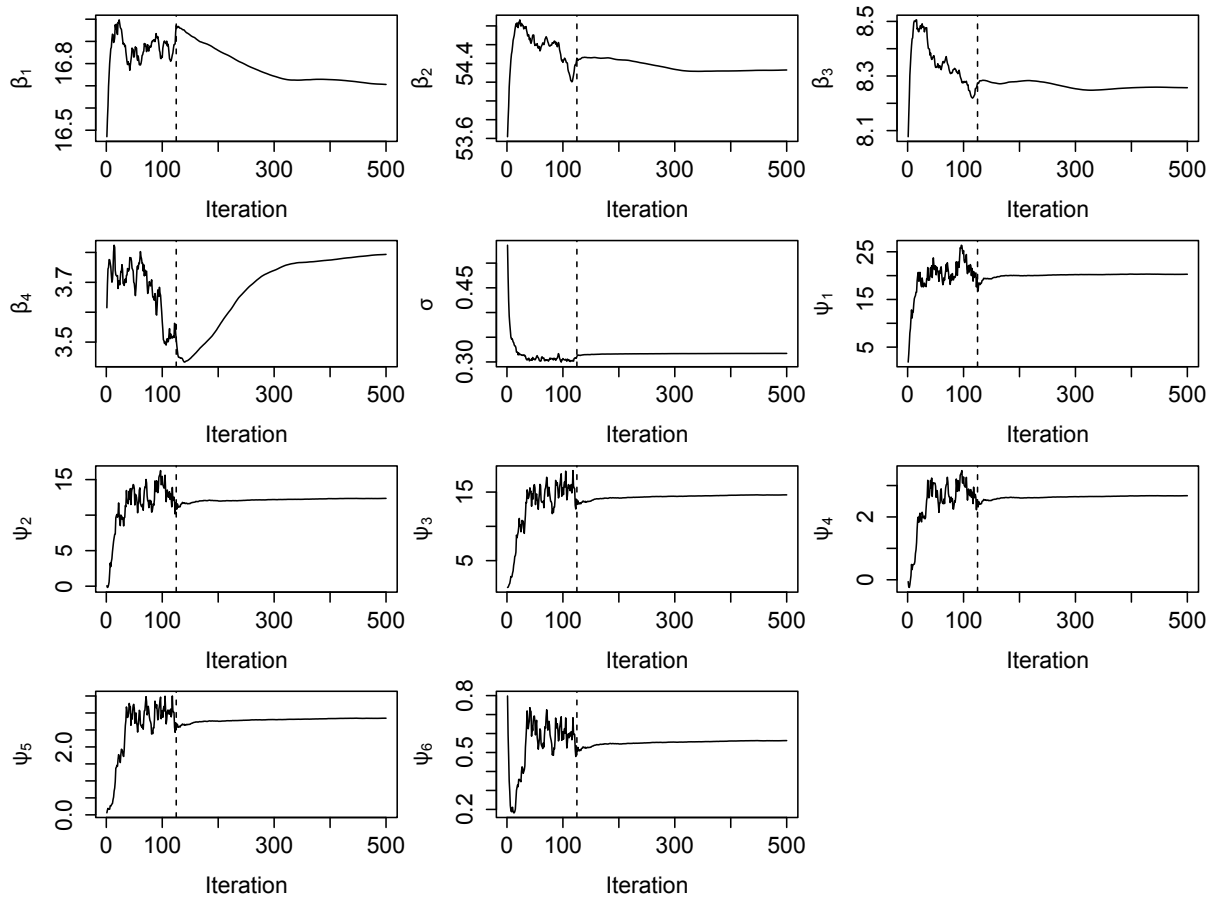 β1
16.5 16.8
0 100 300 500
Iteration
β2
53.6 54.4
0 100 300 500
Iteration
β3
8.1 8.3 8.5
0 100 300 500
Iteration
β4
3.5 3.7
0 100 300 500
Iteration
σ
0.30 0.45
0 100 300 500
Iteration
ψ1
5 15 25
0 100 300 500
Iteration
ψ2
0 5 15
0 100 300 500
Iteration
ψ3
5 15
0 100 300 500
Iteration
ψ4
0 2
0 100 300 500
Iteration
ψ5
0.0 2.0
0 100 300 500
Iteration
ψ6
0.2 0.5 0.8
0 100 300 500
Iteration